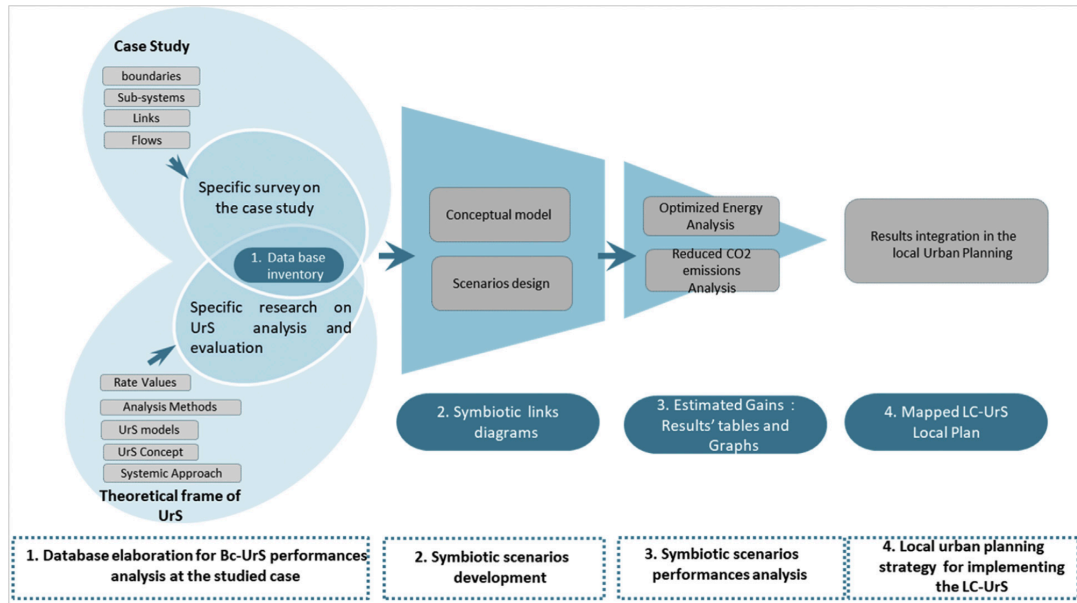 Case Study
boundaries
Sub-systems
Links
Flows
Specific survey on
the case study
1. Data base
inventory
Specific research on
UrS analysis and
evaluation
Rate Values
Analysis Methods
UrS models
UrS Concept
Systemic Approach
Theoretical frame of
UrS
Conceptual model
Scenarios design
Optimized Energy
Analysis
Reduced CO2
emissions
Analysis
Results integration in the
local Urban Planning
2. Symbiotic links
diagrams
3. Estimated Gains :
Results' tables and
Graphs
4. Mapped LC-UrS
Local Plan
1. Database elaboration for Bc-UrS performances
analysis at the studied case
2. Symbiotic scenarios
development
3. Symbiotic scenarios
performances analysis
4. Local urban planning
strategy for implementing
the LC-UrS